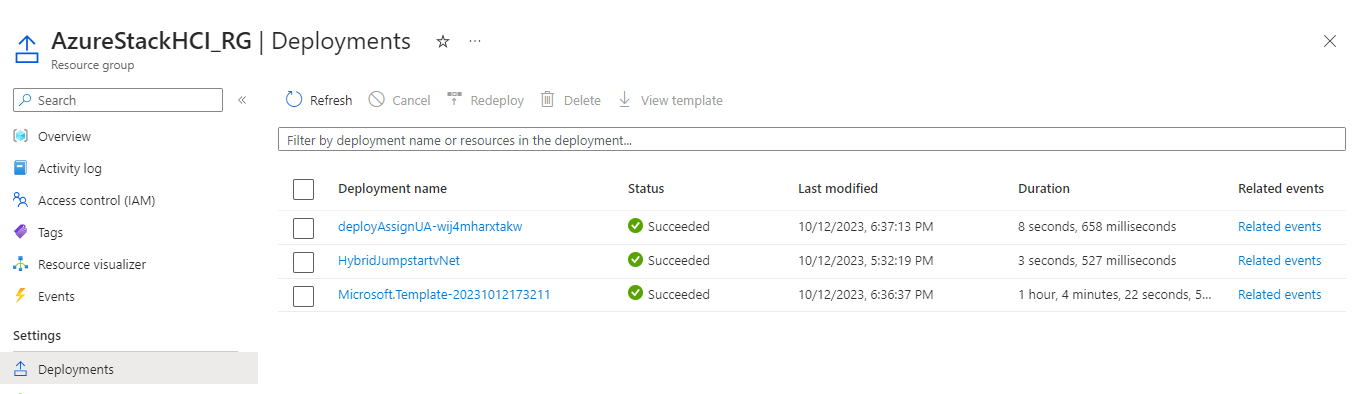 AzureStackHCI_RG | Deployments ☆ ...
Resource group
Search «
Refresh Cancel Redeploy Delete View template
Overview
Activity log
Access control (IAM)
Tags
Resource visualizer
Events
Settings
Deployments
Filter by deployment name or resources in the deployment...
Deployment name Status Last modified Duration Related events
deployAssignUA-wij4mharxtakw Succeeded 10/12/2023, 6:37:13 PM 8 seconds, 658 milliseconds Related events
HybridJumpstartvNet Succeeded 10/12/2023, 5:32:19 PM 3 seconds, 527 milliseconds Related events
Microsoft.Template-20231012173211 Succeeded 10/12/2023, 6:36:37 PM 1 hour, 4 minutes, 22 seconds, 5... Related events